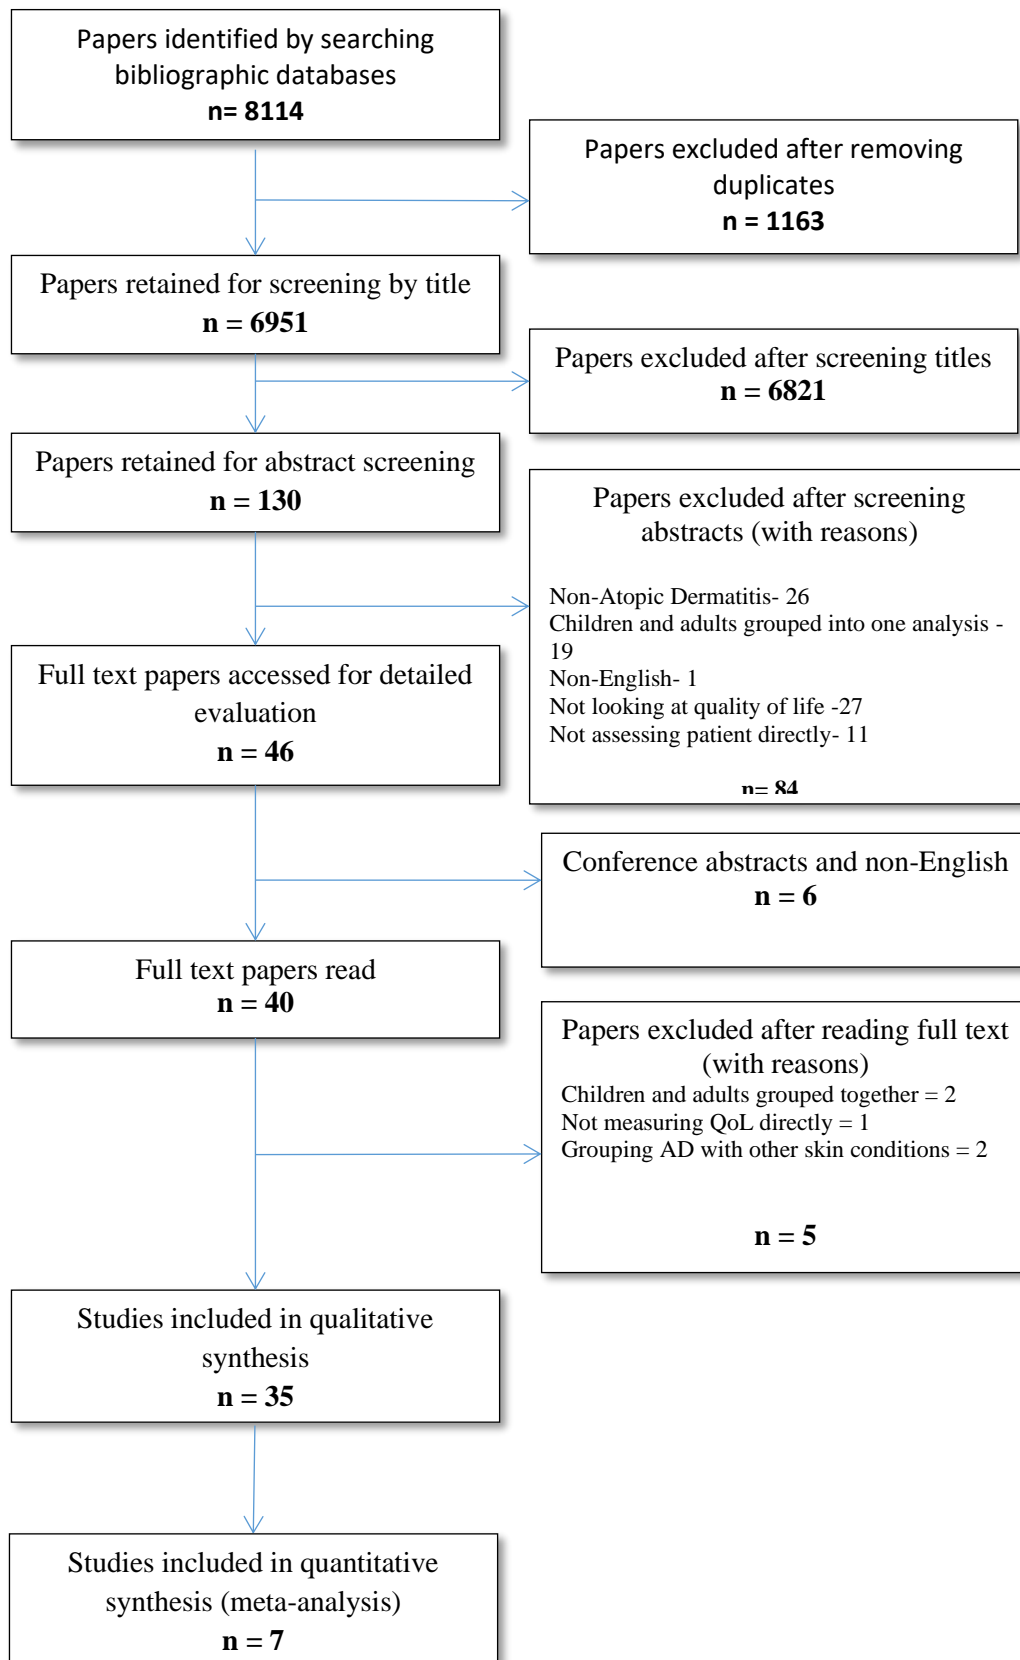 Papers identified by searching
bibliographic databases
n= 8114
Papers excluded after removing
duplicates
n = 1163
Papers retained for screening by title
n = 6951
Papers excluded after screening titles
n = 6821
Papers retained for abstract screening
n = 130
Papers excluded after screening
abstracts (with reasons)
Non-Atopic Dermatitis- 26
Children and adults grouped into one analysis -
19
Non-English- 1
Not looking at quality of life -27
Not assessing patient directly- 11
n= 84
Full text papers accessed for detailed
evaluation
n = 46
Conference abstracts and non-English
n = 6
Full text papers read
n = 40
Papers excluded after reading full text
(with reasons)
Children and adults grouped together = 2
Not measuring QoL directly = 1
Grouping AD with other skin conditions = 2
n = 5
Studies included in qualitative
synthesis
n = 35
Studies included in quantitative
synthesis (meta-analysis)
n = 7